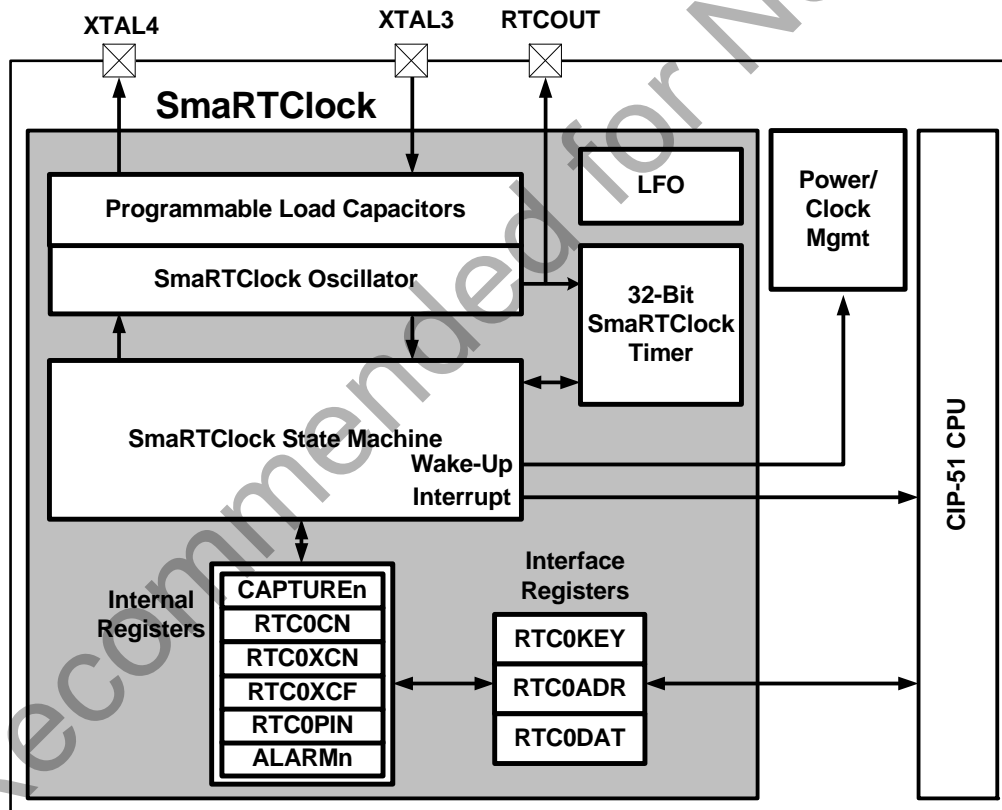 XTAL4
XTAL3
RTCOUT
SmaRTClock
Programmable Load Capacitors
SmaRTClock Oscillator
LFO
Power/
Clock
Mgmt
32-Bit
SmaRTClock
Timer
SmaRTClock State Machine
Wake-Up
Interrupt
CIP-51 CPU
Internal
Registers
CAPTUREn
RTC0CN
RTC0XCN
RTC0XCF
RTC0PIN
ALARMn
Interface
Registers
RTC0KEY
RTC0ADR
RTC0DAT
ecommended for N